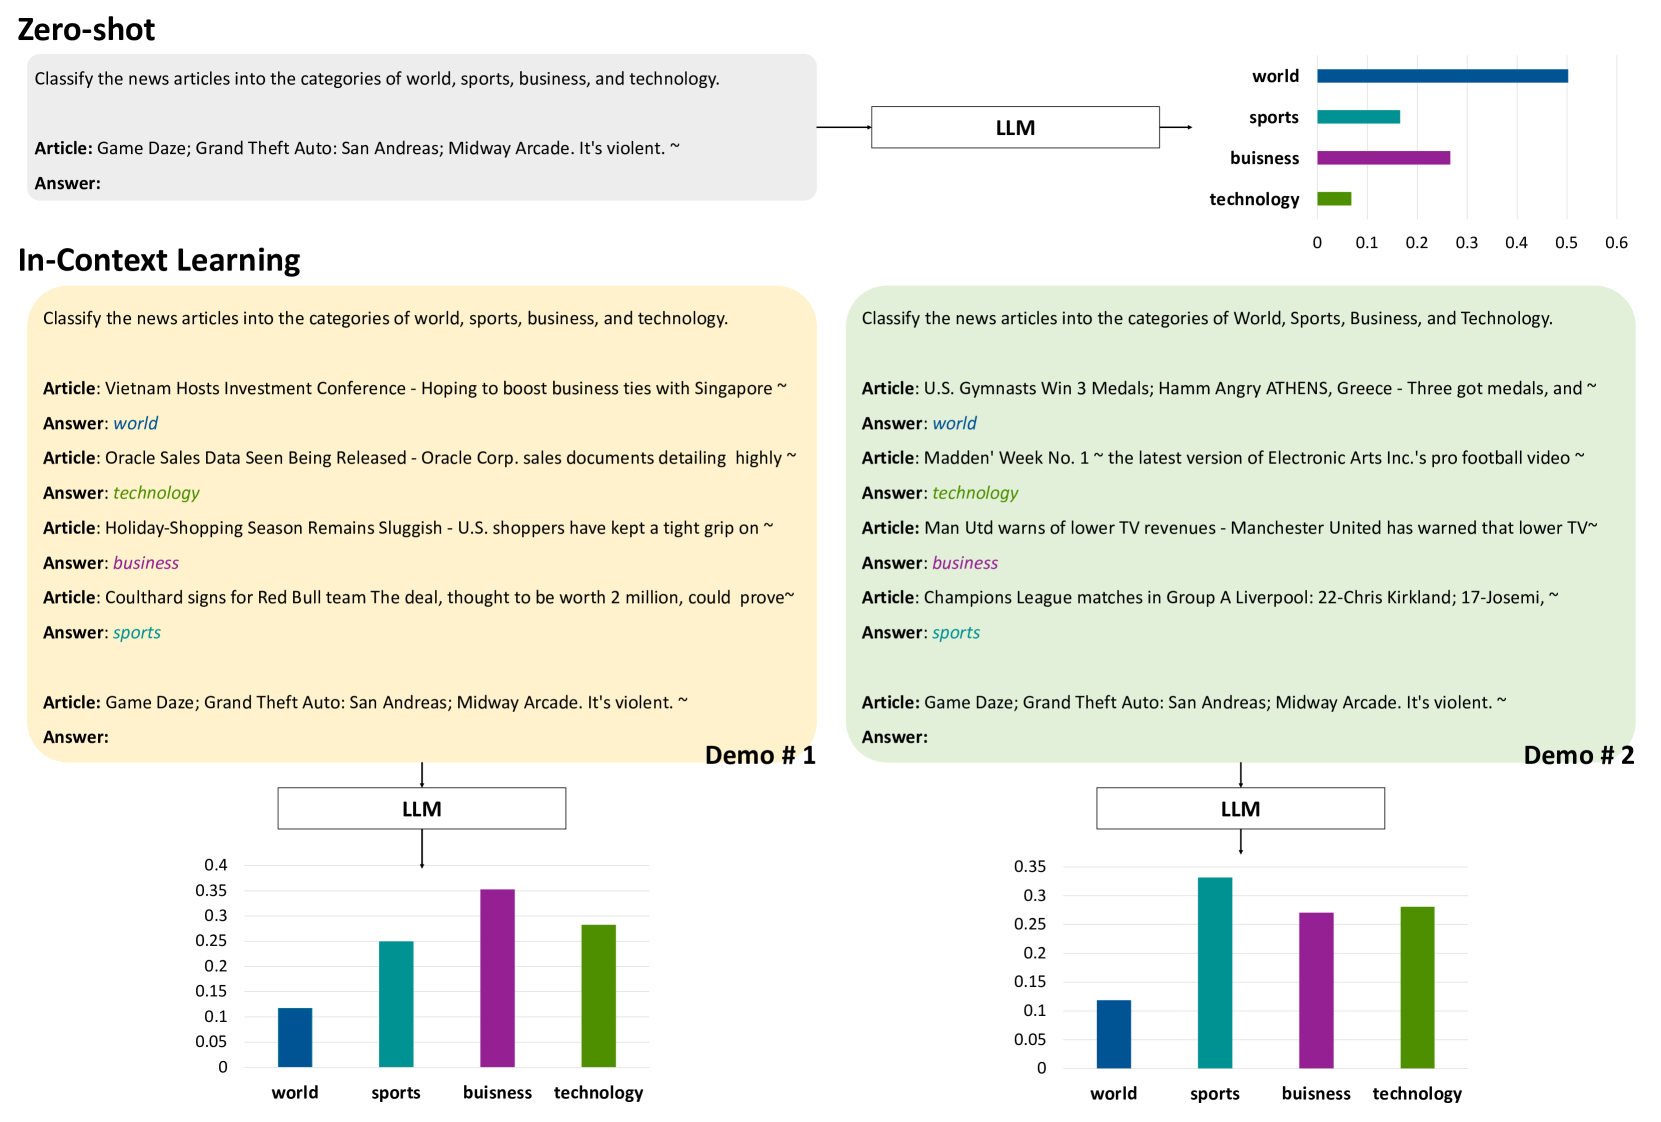 Zero-shot
Classify the news articles into the categories of world, sports, business, and technology.
Article: Game Daze; Grand Theft Auto: San Andreas; Midway Arcade. It's violent. ~
Answer:
LLM
world
sports
buisness
technology
0 0.1 0.2 0.3 0.4 0.5 0.6
In-Context Learning
Classify the news articles into the categories of world, sports, business, and technology.
Article: Vietnam Hosts Investment Conference - Hoping to boost business ties with Singapore ~
Answer: world
Article: Oracle Sales Data Seen Being Released - Oracle Corp. sales documents detailing  highly ~
Answer: technology
Article: Holiday-Shopping Season Remains Sluggish - U.S. shoppers have kept a tight grip on ~
Answer: business
Article: Coulthard signs for Red Bull team The deal, thought to be worth 2 million, could  prove~
Answer: sports
Article: Game Daze; Grand Theft Auto: San Andreas; Midway Arcade. It's violent. ~
Answer:
Demo # 1
LLM
0.4
0.35
0.3
0.25
0.2
0.15
0.1
0.05
0
world sports buisness technology
Classify the news articles into the categories of World, Sports, Business, and Technology.
Article: U.S. Gymnasts Win 3 Medals; Hamm Angry ATHENS, Greece - Three got medals, and ~
Answer: world
Article: Madden' Week No. 1 ~ the latest version of Electronic Arts Inc.'s pro football video ~
Answer: technology
Article: Man Utd warns of lower TV revenues - Manchester United has warned that lower TV~
Answer: business
Article: Champions League matches in Group A Liverpool: 22-Chris Kirkland; 17-Josemi, ~
Answer: sports
Article: Game Daze; Grand Theft Auto: San Andreas; Midway Arcade. It's violent. ~
Answer:
Demo # 2
LLM
0.35
0.3
0.25
0.2
0.15
0.1
0.05
0
world sports buisness technology